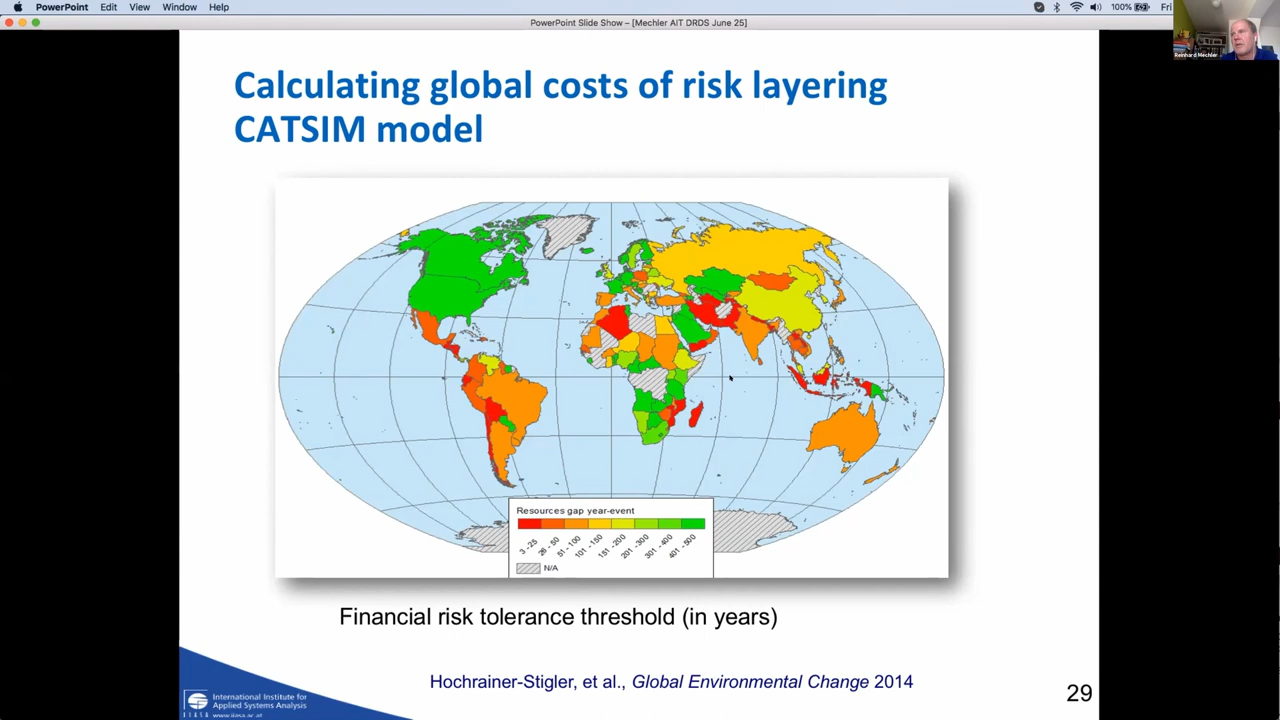 PowerPoint Edit View Window Help 100% Fri
PowerPoint Slide Show – [Mechler AIT DRDS June 25]
Reinhard Mechler
Calculating global costs of risk layering
CATSIM model
Resources gap year-event
3 - 25 26 - 50 51 - 100 101 - 150 151 - 200 201 - 300 301 - 400 401 - 500
N/A
Financial risk tolerance threshold (in years)
Hochrainer-Stigler, et al., Global Environmental Change 2014
29
IIASA
International Institute for
Applied Systems Analysis
www.iiasa.ac.at